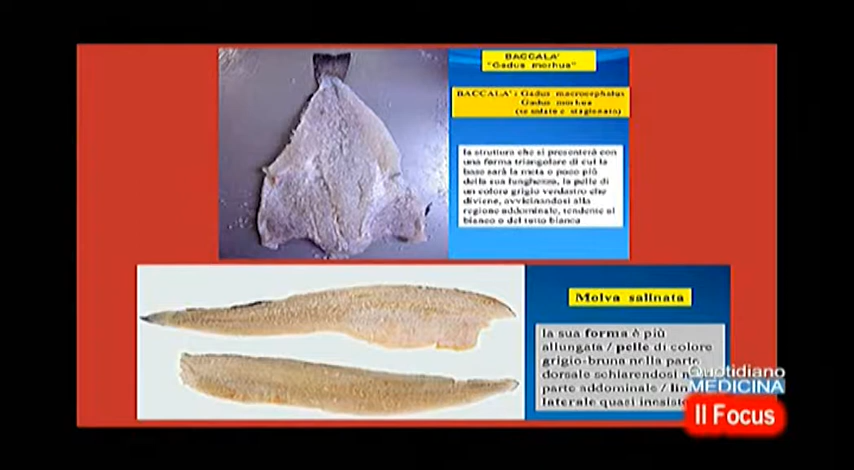 BACCALA'
"Gadus morhua"
BACCALA' : Gadus macrocephalus
Gadus morhua
(se salato e stagionato)
la struttura che si presenterà con
una forma triangolare di cui la
base sarà la metà o poco più
della sua lunghezza, la pelle di
un colore grigio verdastro che
diviene, avvicinandosi alla
regione addominale, tendente al
bianco o del tutto bianca
Molva salinata
la sua forma è più
allungata / pelle di colore
grigio-bruna nella parte
dorsale schiarendosi
parte addominale /
laterale quasi
Quotidiano
MEDICINA
Il Focus